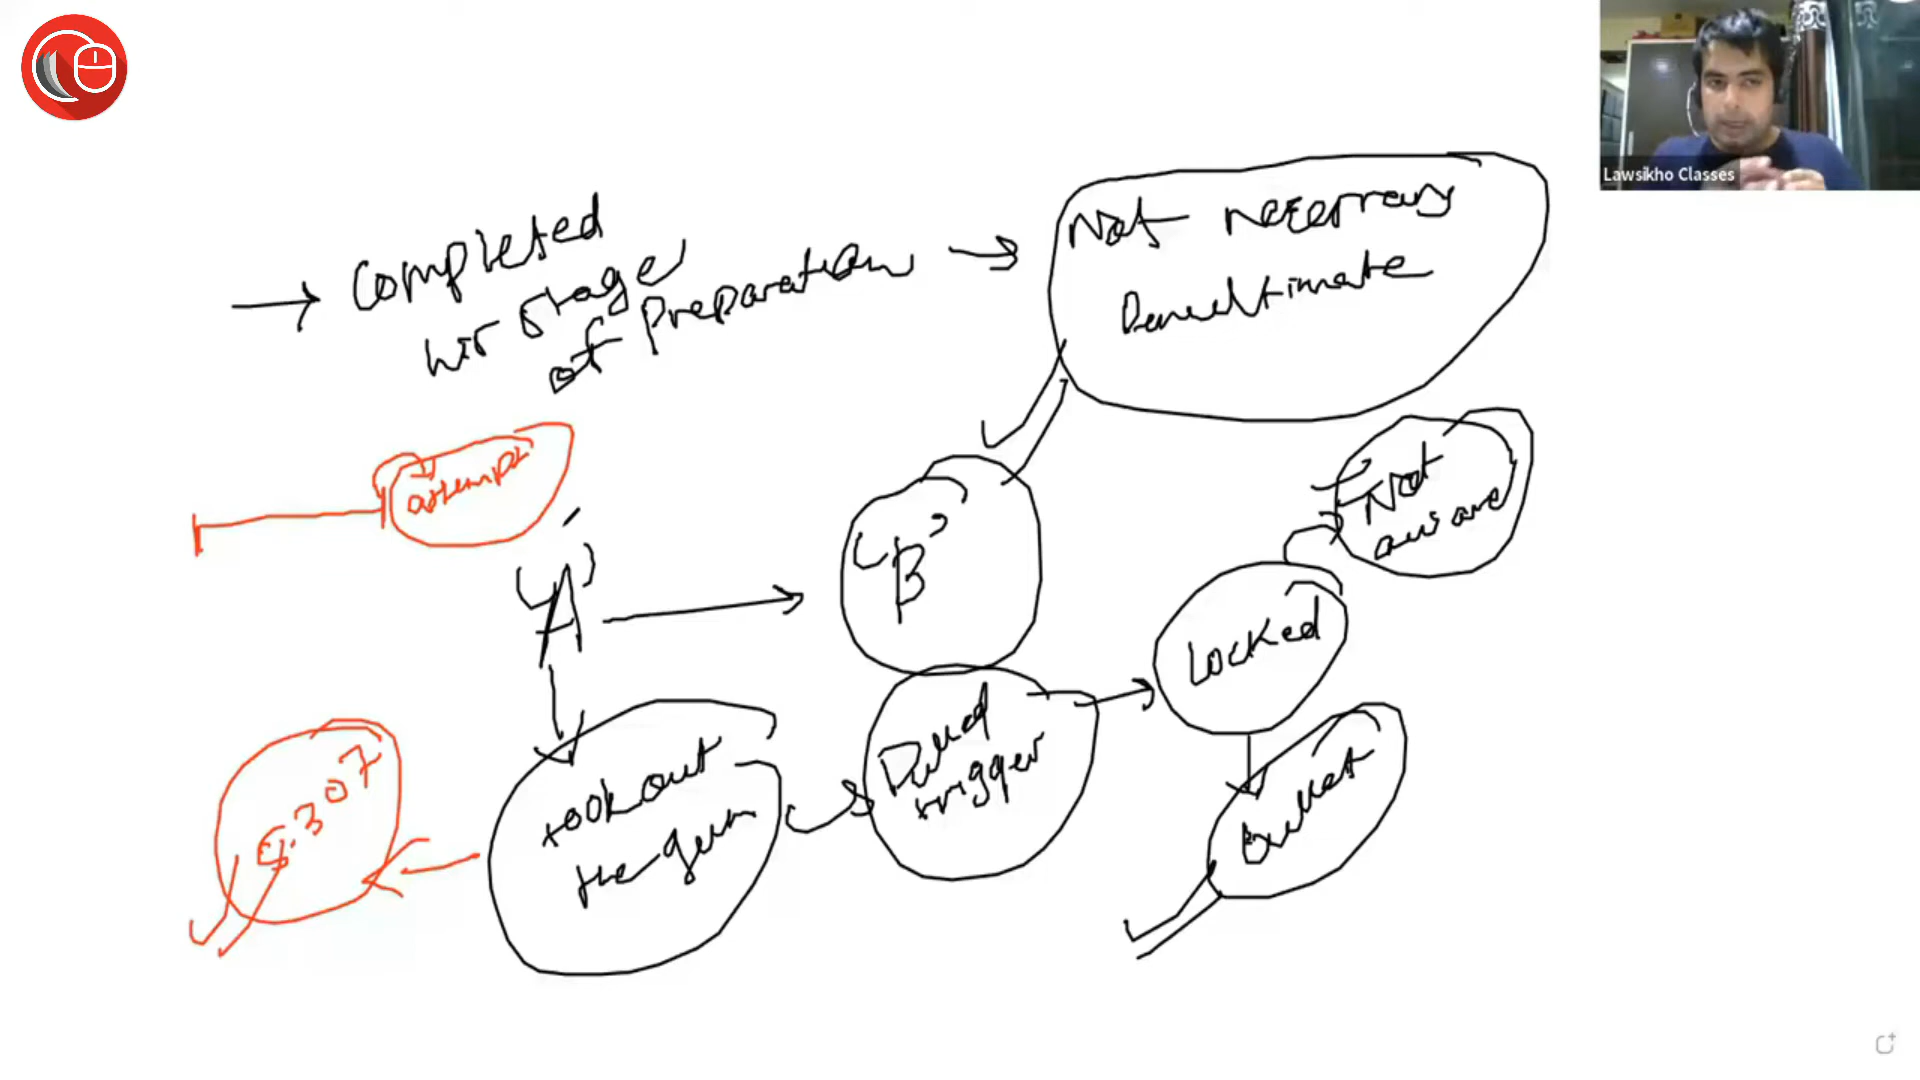 Lawsikho Classes
→ completed
his stage
of preparation →
Not necessary
Penultimate
attempt
'A' →
'B'
Not
aware
Locked
Pulled
trigger
took out
the gun
bullet
S.307